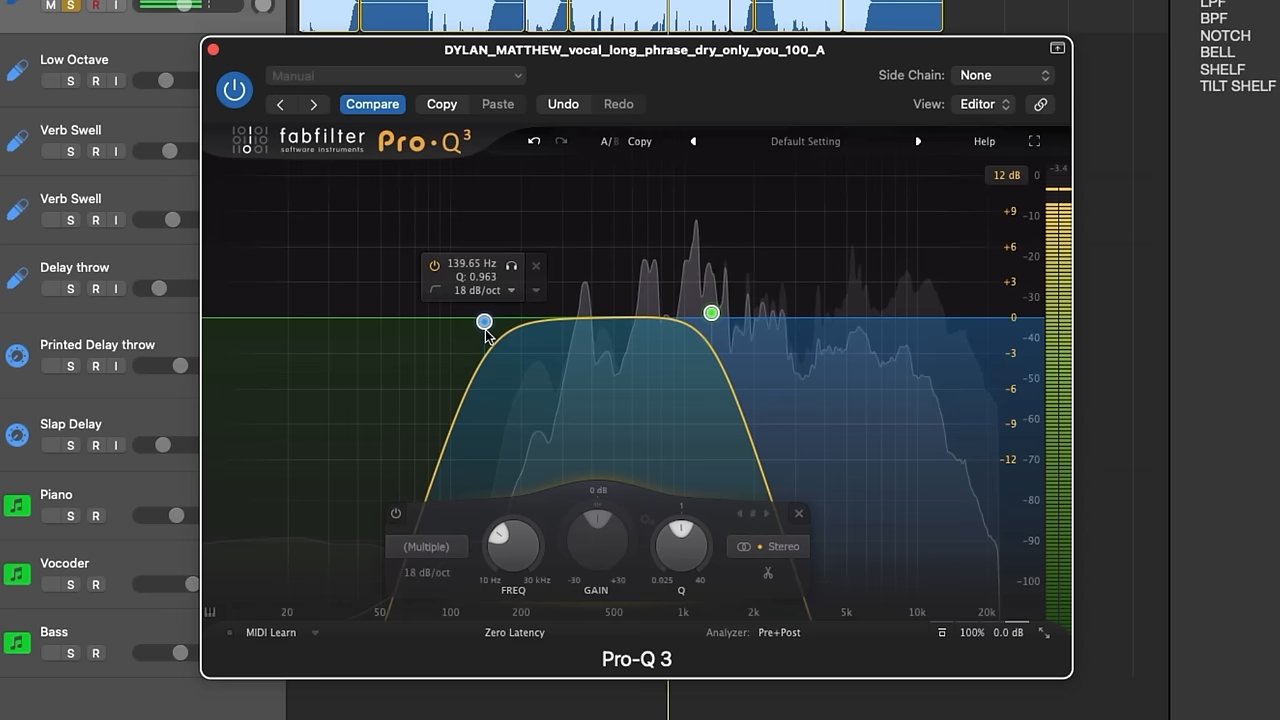 M S R I
LPF
BPF
NOTCH
BELL
SHELF
TILT SHELF
Low Octave
S R I
Verb Swell
S R I
Verb Swell
S R I
Delay throw
S R I
Printed Delay throw
S R I
Slap Delay
S R I
Piano
S R
Vocoder
S R
Bass
S R
DYLAN_MATTHEW_vocal_long_phrase_dry_only_you_100_A
Manual
Side Chain: None
Compare Copy Paste Undo Redo
View: Editor
fabfilter
software instruments
Pro·Q3
A/B Copy
Default Setting
Help
12 dB 0 -3.4
+9 -10
+6 -20
+3 -30
0 -40
-3 -50
-6 -60
-9 -70
-12 -80
-90
-100
139.65 Hz
Q: 0.963
18 dB/oct
0 dB
1
(Multiple)
18 dB/oct
10 Hz 30 kHz
FREQ
-30 +30
GAIN
0.025 40
Q
Stereo
20 50 100 200 500 1k 2k 5k 10k 20k
MIDI Learn
Zero Latency
Analyzer: Pre+Post
100% 0.0 dB
Pro-Q 3